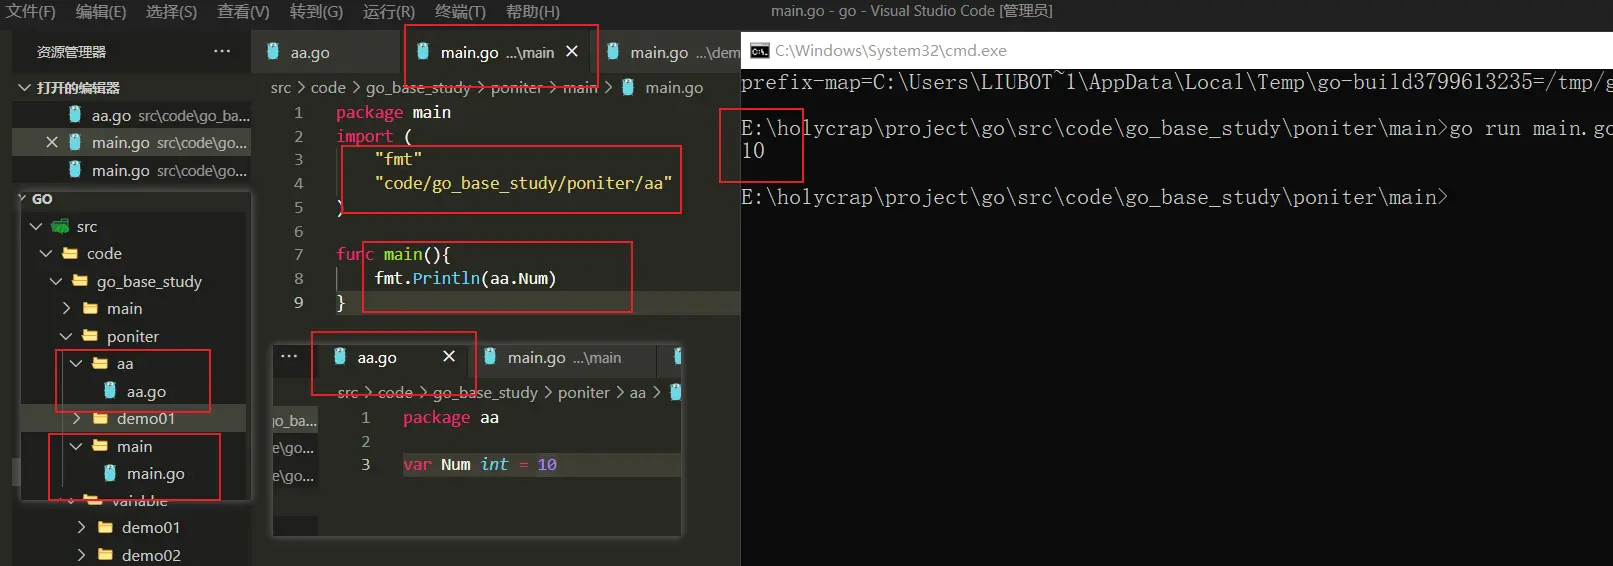 文件(F) 编辑(E) 选择(S) 查看(V) 转到(G) 运行(R) 终端(T) 帮助(H) main.go - go - Visual Studio Code [管理员]
资源管理器 ···
打开的编辑器
aa.go src\code\go_ba...
main.go src\code\go...
main.go src\code\go...
GO
src
code
go_base_study
main
poniter
aa
aa.go
demo01
main
main.go
variable
demo01
demo02
aa.go main.go ...\main main.go ...\dem
src > code > go_base_study > poniter > main > main.go
1 package main
2 import (
3 "fmt"
4 "code/go_base_study/poniter/aa"
5 )
6
7 func main(){
8 fmt.Println(aa.Num)
9 }
··· aa.go main.go ...\main
src > code > go_base_study > poniter > aa >
go_ba...
e\go...
e\go...
1 package aa
2
3 var Num int = 10
C:\Windows\System32\cmd.exe
prefix-map=C:\Users\LIUBOT~1\AppData\Local\Temp\go-build3799613235=/tmp/g
E:\holycrap\project\go\src\code\go_base_study\poniter\main>go run main.go
10
E:\holycrap\project\go\src\code\go_base_study\poniter\main>